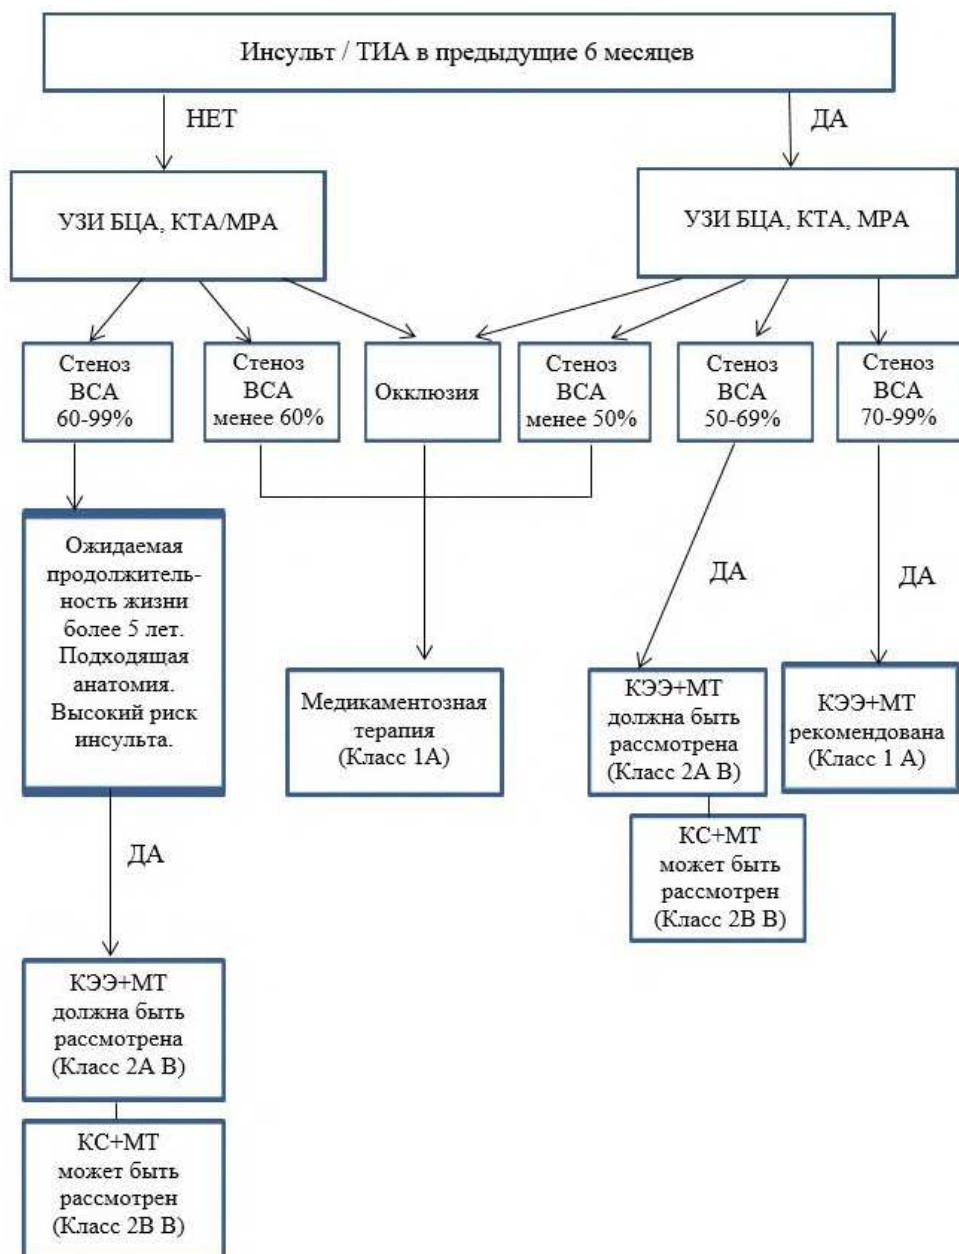 Инсульт / ТИА в предыдущие 6 месяцев
НЕТ
ДА
УЗИ БЦА, КТА/МРА
УЗИ БЦА, КТА, МРА
Стеноз
ВСА
60-99%
Стеноз
ВСА
менее 60%
Окклюзия
Стеноз
ВСА
менее 50%
Стеноз
ВСА
50-69%
Стеноз
ВСА
70-99%
Ожидаемая
продолжитель-
ность жизни
более 5 лет.
Подходящая
анатомия.
Высокий риск
инсульта.
ДА
ДА
Медикаментозная
терапия
(Класс 1А)
КЭЭ+МТ
должна быть
рассмотрена
(Класс 2А В)
КЭЭ+МТ
рекомендована
(Класс 1 А)
КС+МТ
может быть
рассмотрен
(Класс 2В В)
ДА
КЭЭ+МТ
должна быть
рассмотрена
(Класс 2А В)
КС+МТ
может быть
рассмотрен
(Класс 2В В)